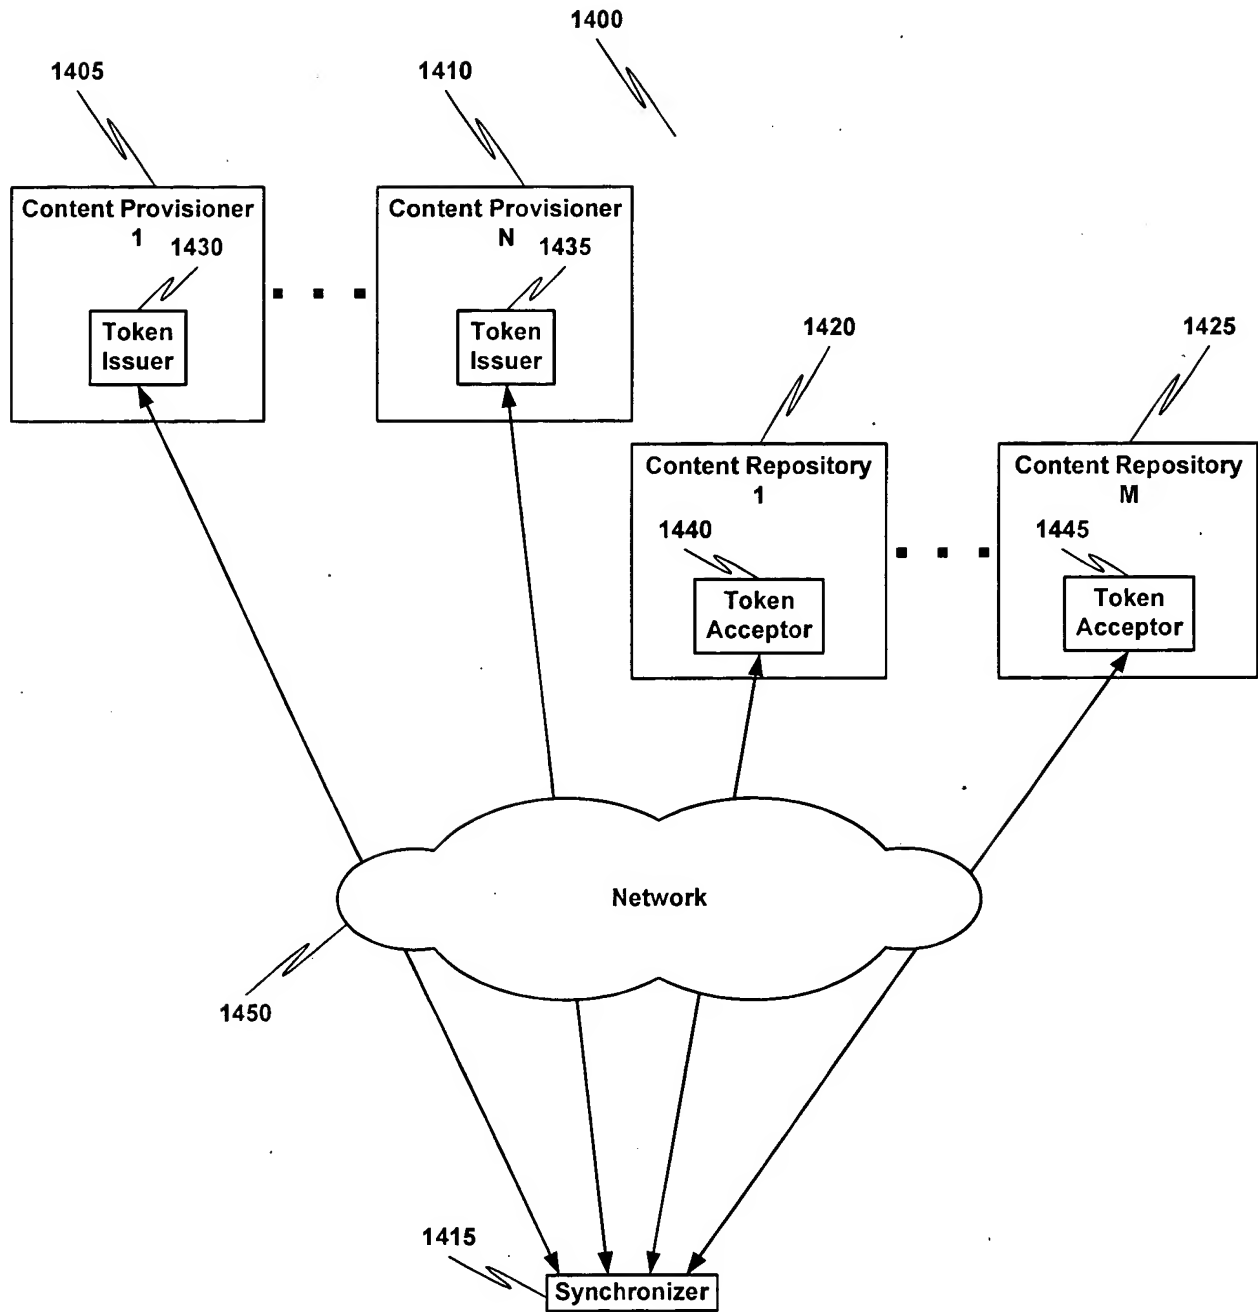 1400
1405
1410
Content Provisioner
1
1430
Token
Issuer
Content Provisioner
N
1435
Token
Issuer
1420
1425
Content Repository
1
1440
Token
Acceptor
Content Repository
M
1445
Token
Acceptor
Network
1450
1415
Synchronizer